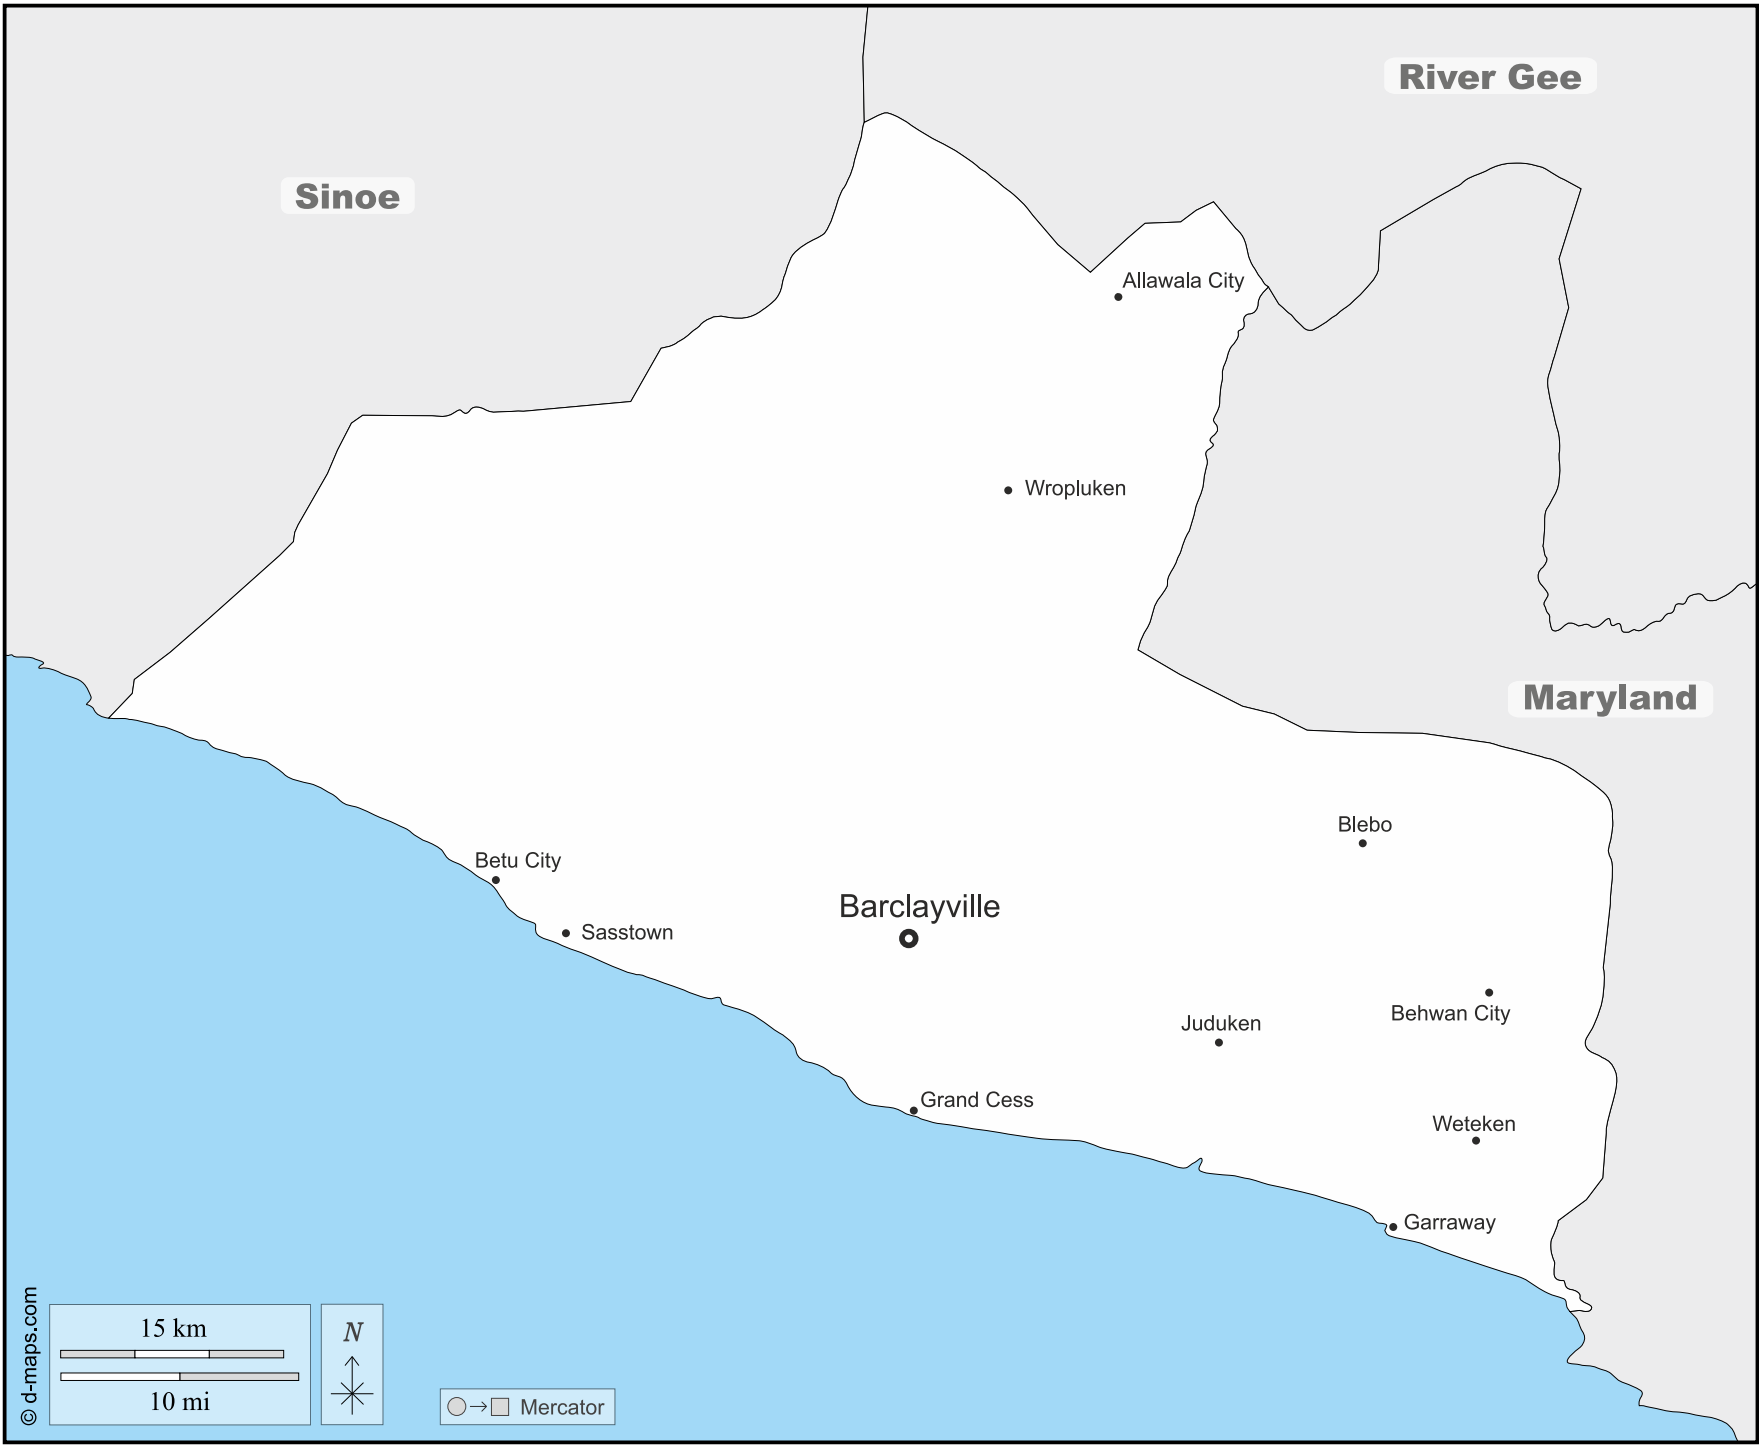 River Gee
Sinoe
Allawala City
Wropluken
Maryland
Blebo
Betu City
Barclayville
Sasstown
Behwan City
Juduken
Grand Cess
Weteken
Garraway
© d-maps.com
15 km
10 mi
N
Mercator